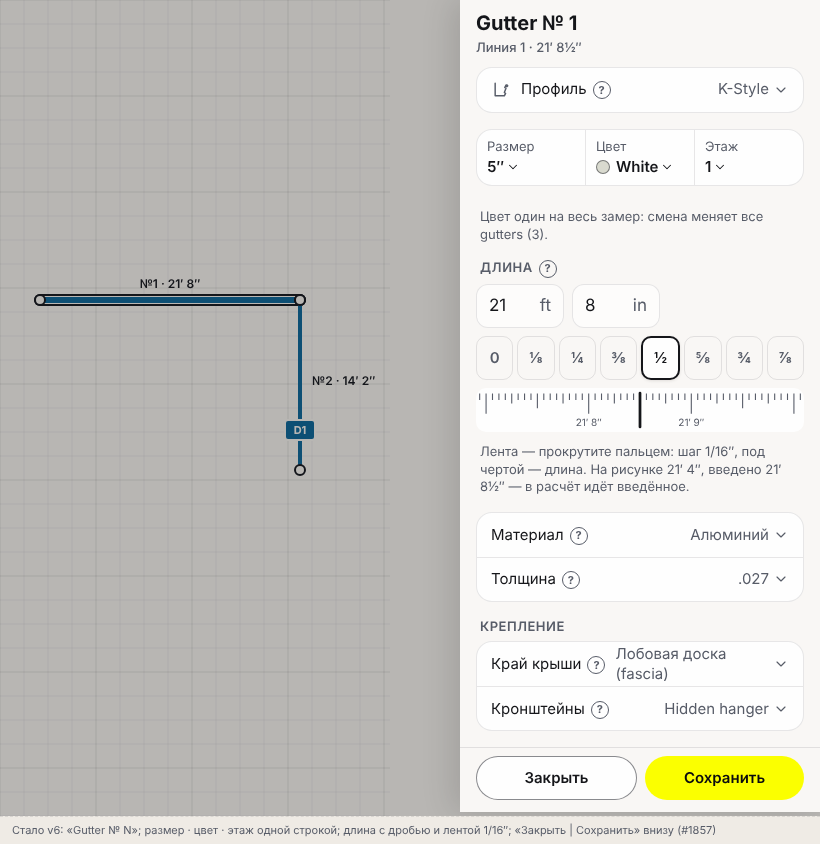 Gutter № 1
Линия 1 · 21′ 8½″
Профиль ? K-Style
Размер Цвет Этаж
5″ White 1
Цвет один на весь замер: смена меняет все
gutters (3).
ДЛИНА ?
21 ft 8 in
0 ⅛ ¼ ⅜ ½ ⅝ ¾ ⅞
21′ 8″ 21′ 9″
Лента — прокрутите пальцем: шаг 1/16″, под
чертой — длина. На рисунке 21′ 4″, введено 21′
8½″ — в расчёт идёт введённое.
Материал ? Алюминий
Толщина ? .027
КРЕПЛЕНИЕ
Край крыши ? Лобовая доска
(fascia)
Кронштейны ? Hidden hanger
Закрыть Сохранить
№1 · 21′ 8″
№2 · 14′ 2″
D1
Стало v6: «Gutter № N»; размер · цвет · этаж одной строкой; длина с дробью и лентой 1/16″; «Закрыть | Сохранить» внизу (#1857)